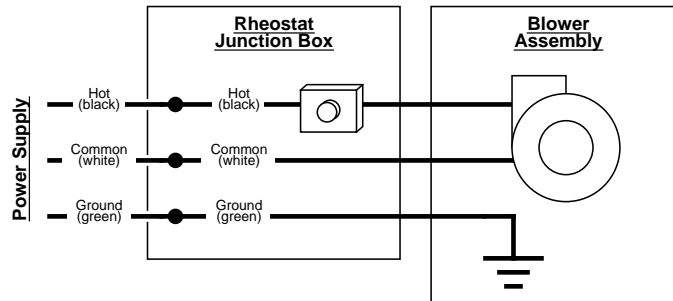 Rheostat
Junction Box
Blower
Assembly
Power Supply
Hot
(black)
Hot
(black)
Common
(white)
Common
(white)
Ground
(green)
Ground
(green)